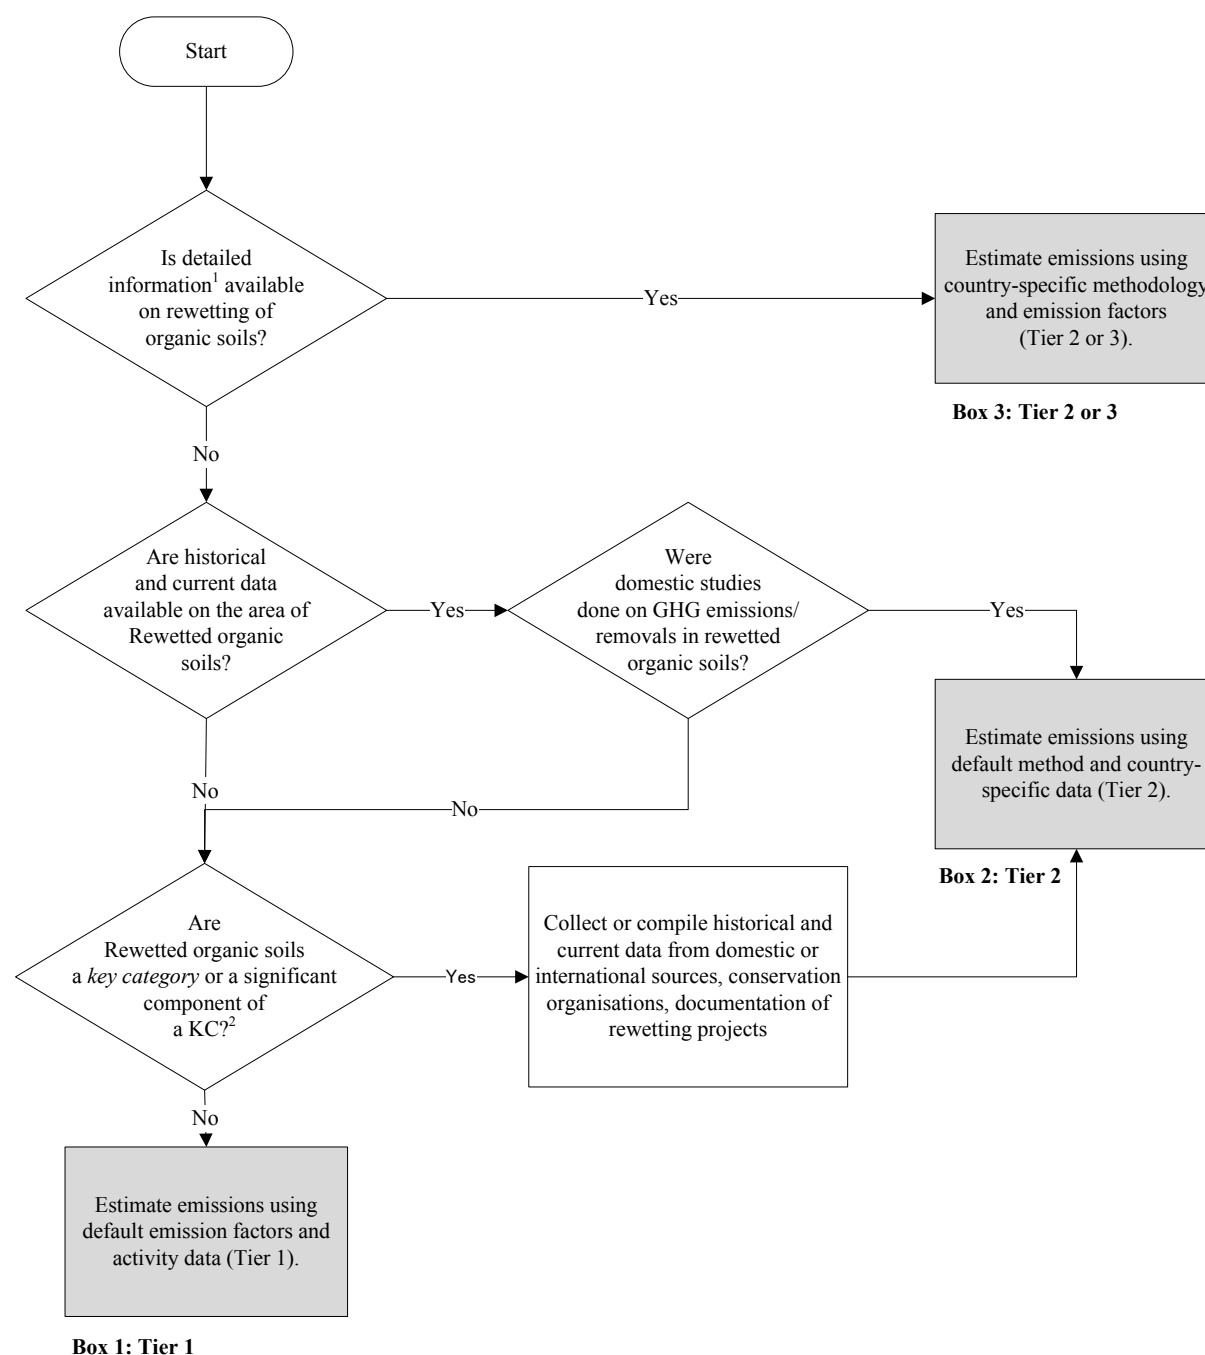 Start
Is detailed
information¹ available
on rewetting of
organic soils?
Yes
Estimate emissions using
country-specific methodology
and emission factors
(Tier 2 or 3).
Box 3: Tier 2 or 3
No
Are historical
and current data
available on the area of
Rewetted organic
soils?
Yes
Were
domestic studies
done on GHG emissions/
removals in rewetted
organic soils?
Yes
Estimate emissions using
default method and country-
specific data (Tier 2).
Box 2: Tier 2
No
No
Are
Rewetted organic soils
a key category or a significant
component of
a KC?²
Yes
Collect or compile historical and
current data from domestic or
international sources, conservation
organisations, documentation of
rewetting projects
No
Estimate emissions using
default emission factors and
activity data (Tier 1).
Box 1: Tier 1